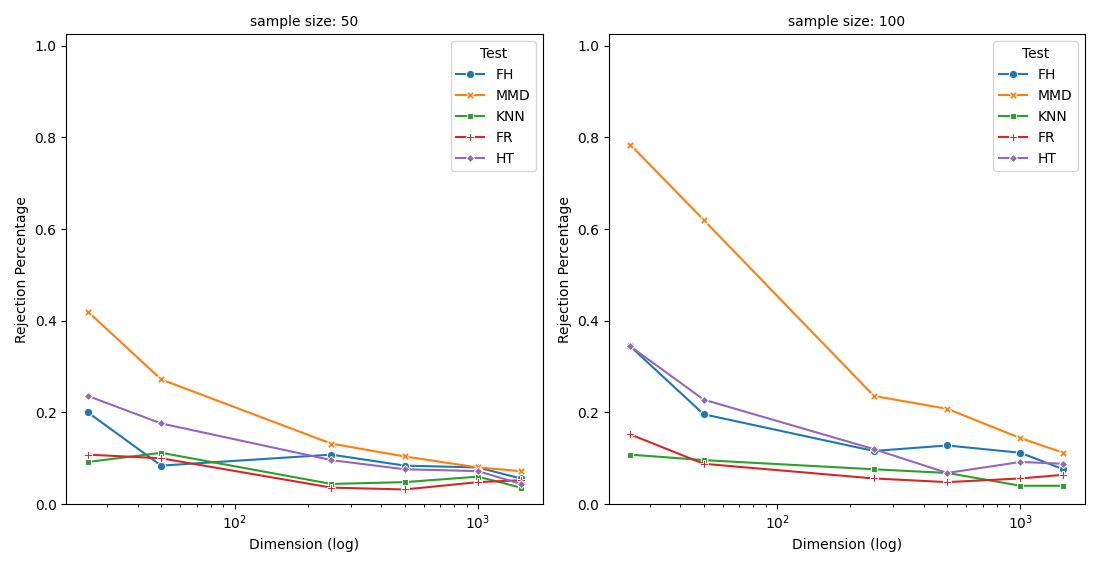 sample size: 50
1.0
0.8
0.6
0.4
0.2
0.0
Rejection Percentage
10²
10³
Dimension (log)
Test
FH
MMD
KNN
FR
HT
sample size: 100
1.0
0.8
0.6
0.4
0.2
0.0
Rejection Percentage
10²
10³
Dimension (log)
Test
FH
MMD
KNN
FR
HT